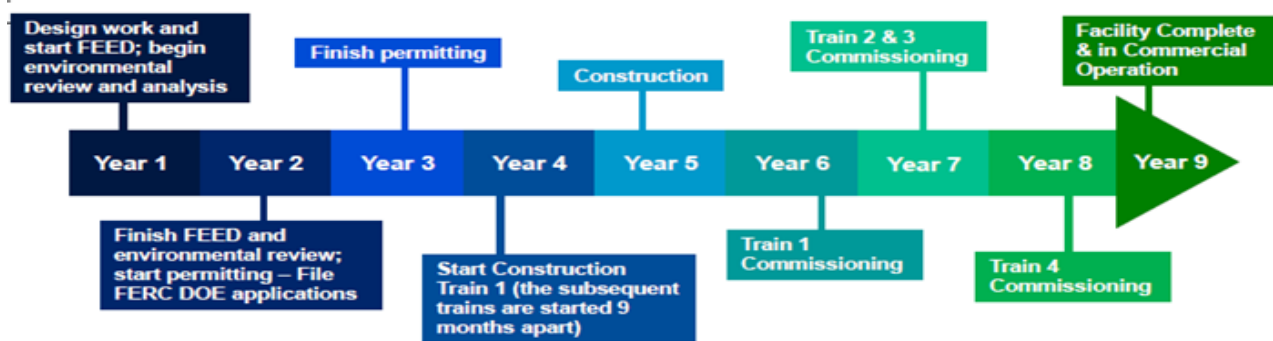 Design work and
start FEED; begin
environmental
review and analysis
Finish permitting
Construction
Train 2 & 3
Commissioning
Facility Complete
& in Commercial
Operation
Year 1
Year 2
Year 3
Year 4
Year 5
Year 6
Year 7
Year 8
Year 9
Finish FEED and
environmental review;
start permitting – File
FERC DOE applications
Start Construction
Train 1 (the subsequent
trains are started 9
months apart)
Train 1
Commissioning
Train 4
Commissioning